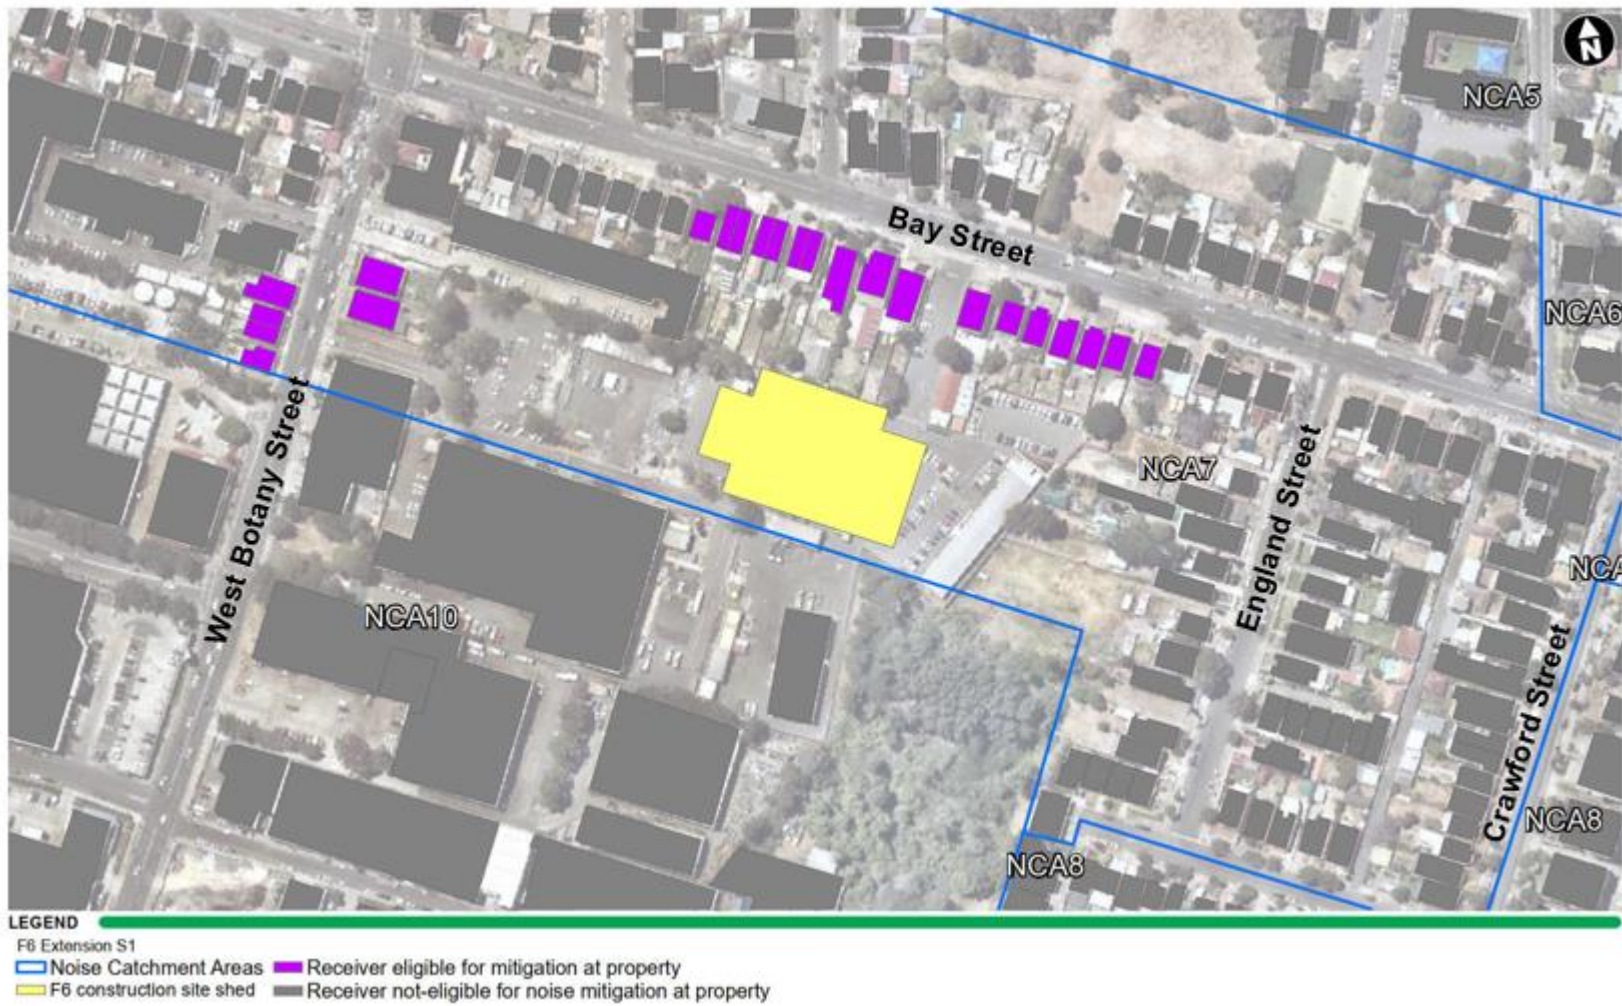 N
NCA5
Bay Street
NCA6
NCA7
England Street
West Botany Street
NCA
NCA10
Crawford Street
NCA8
NCA8
LEGEND
F6 Extension S1
Noise Catchment Areas
Receiver eligible for mitigation at property
F6 construction site shed
Receiver not-eligible for noise mitigation at property